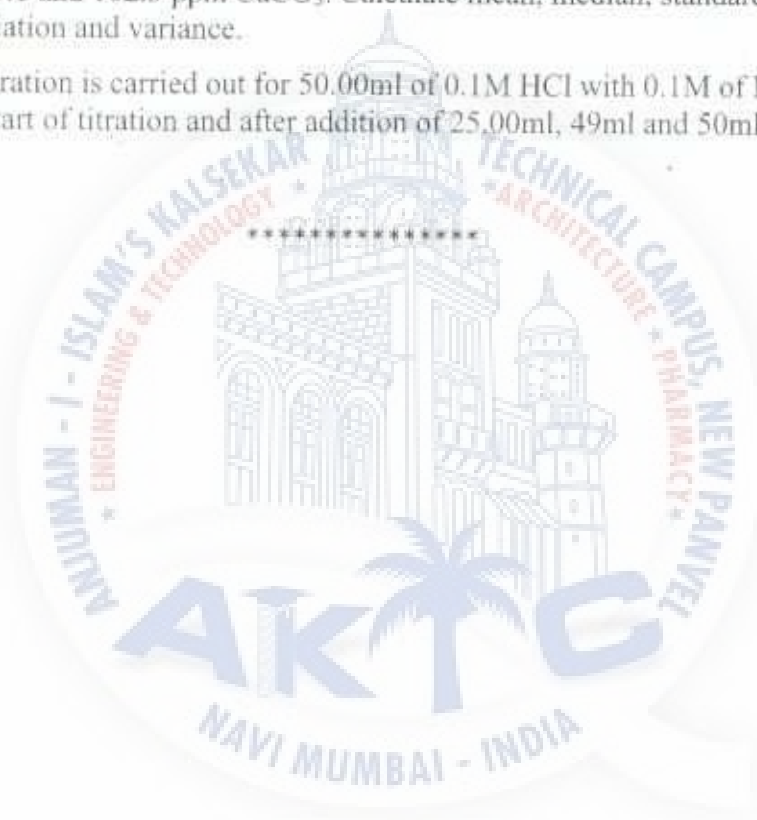 ation and variance.
ration is carried out for 50.00ml of 0.1M HCl with 0.1M of
art of titration and after addition of 25.00ml, 49ml and 50ml
***************
ANJUMAN - I - ISLAM'S KALSEKAR TECHNICAL CAMPUS, NEW PANVEL
* ENGINEERING & TECHNOLOGY * * ARCHITECTURE * PHARMACY *
AKTC
NAVI MUMBAI - INDIA